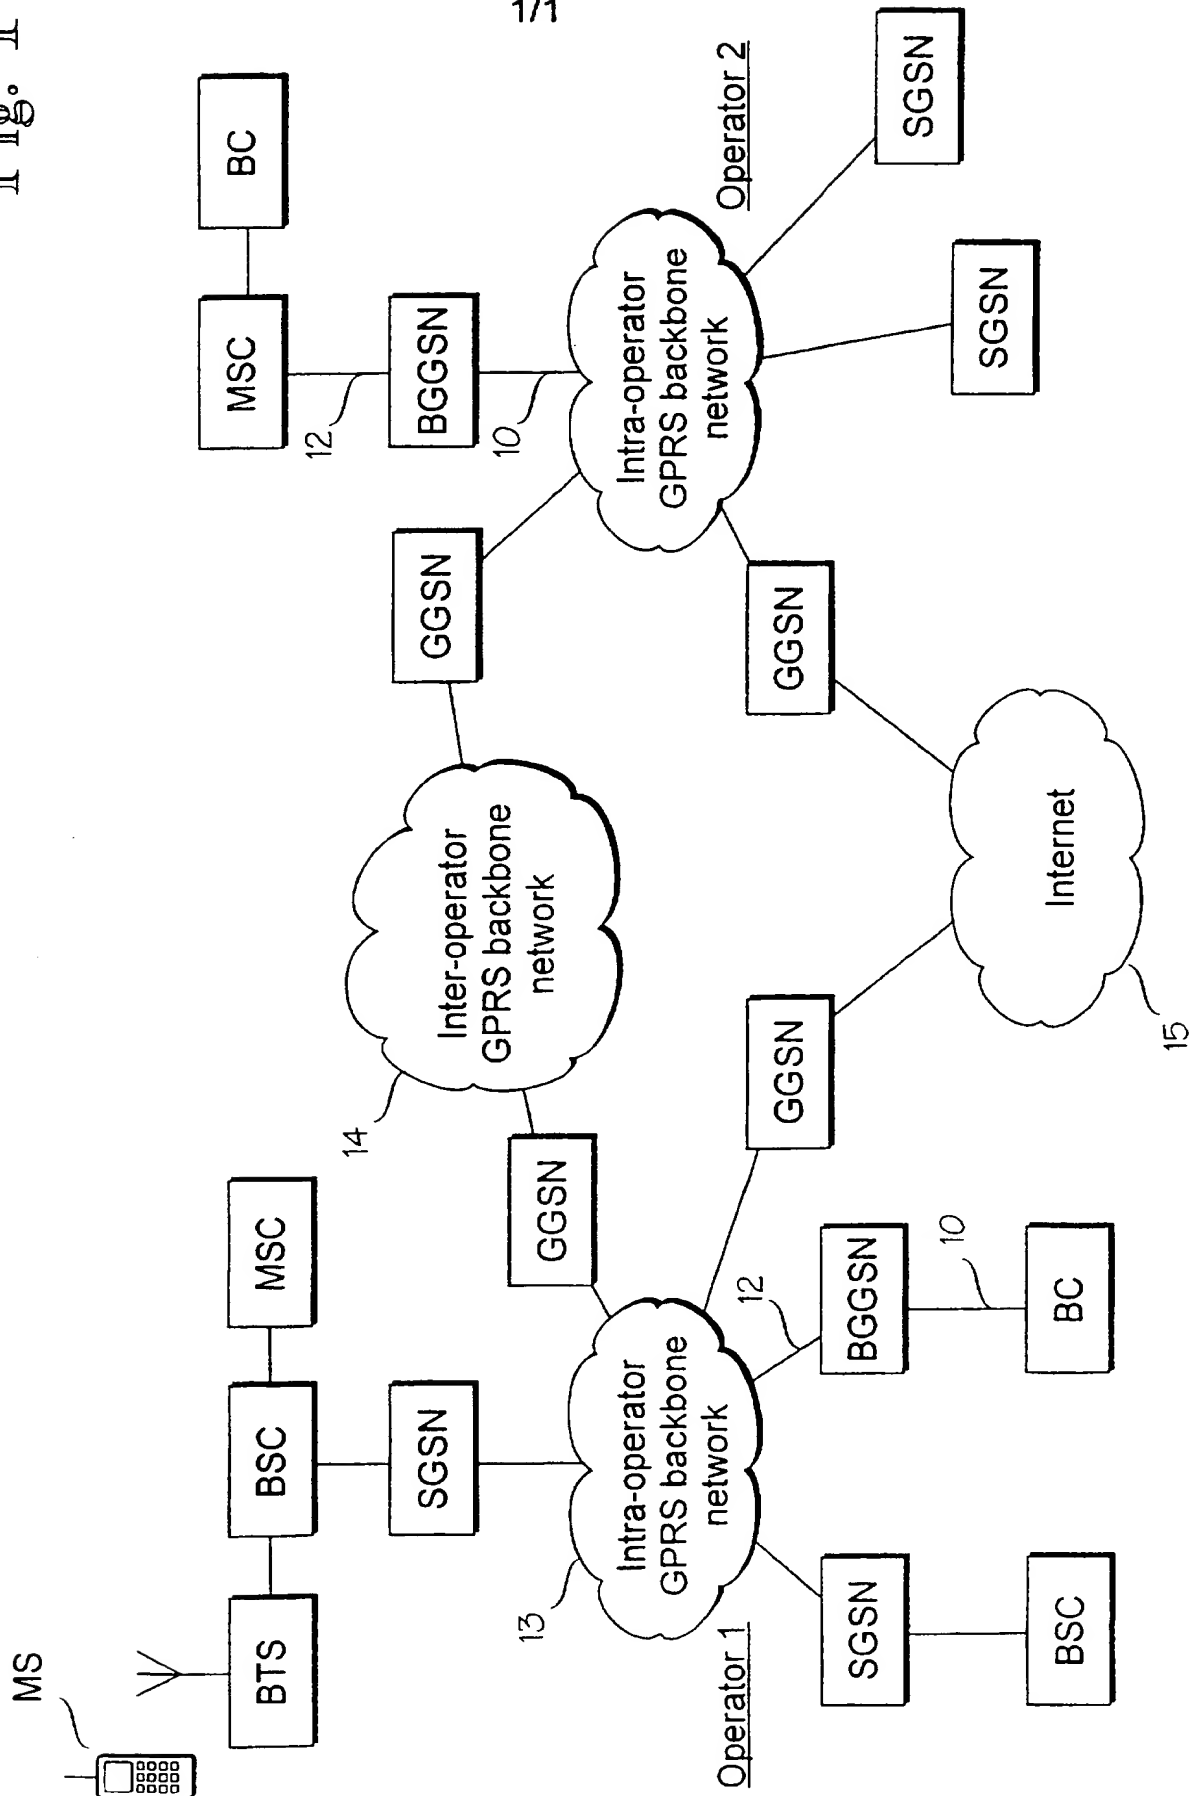 1/1
Fig. 1
MS
BTS
BSC
MSC
SGSN
14
Inter-operator
GPRS backbone
network
GGSN
GGSN
MSC
BC
12
BGGSN
10
13
Intra-operator
GPRS backbone
network
Operator 1
Intra-operator
GPRS backbone
network
Operator 2
SGSN
BSC
12
BGGSN
10
BC
GGSN
GGSN
Internet
15
SGSN
SGSN